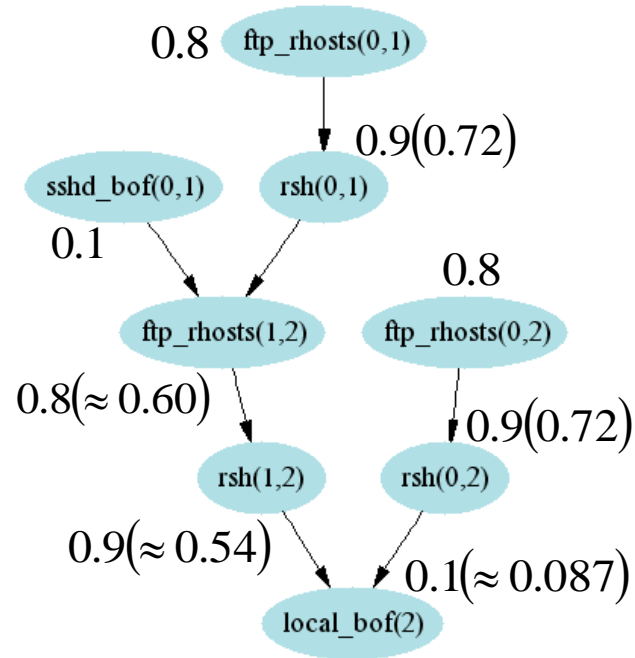 0.8 ftp_rhosts(0,1)
0.9(0.72)
sshd_bof(0,1) rsh(0,1)
0.1
0.8
ftp_rhosts(1,2) ftp_rhosts(0,2)
0.8(≈ 0.60)
0.9(0.72)
rsh(1,2) rsh(0,2)
0.9(≈ 0.54)
0.1(≈ 0.087)
local_bof(2)